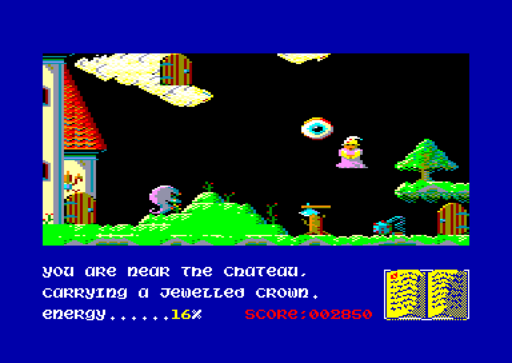 you are near the chateau,
carrying a jewelled crown.
energy......16%
SCORE:002850